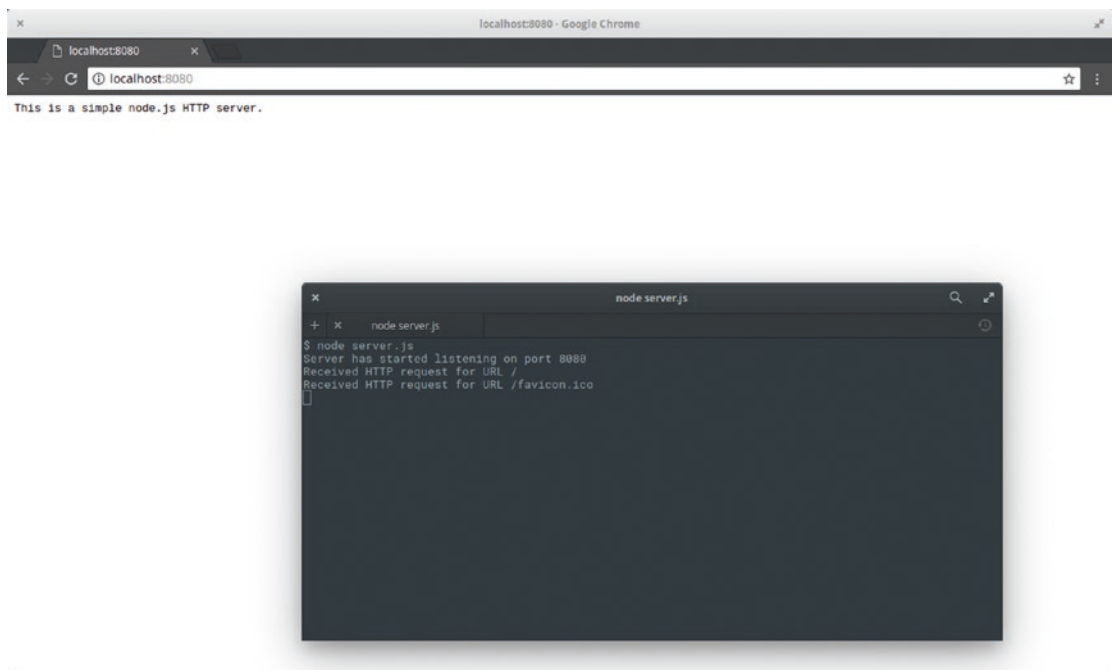 localhost:8080 - Google Chrome
localhost:8080
localhost:8080
This is a simple node.js HTTP server.
node server.js
node server.js
$ node server.js
Server has started listening on port 8080
Received HTTP request for URL /
Received HTTP request for URL /favicon.ico